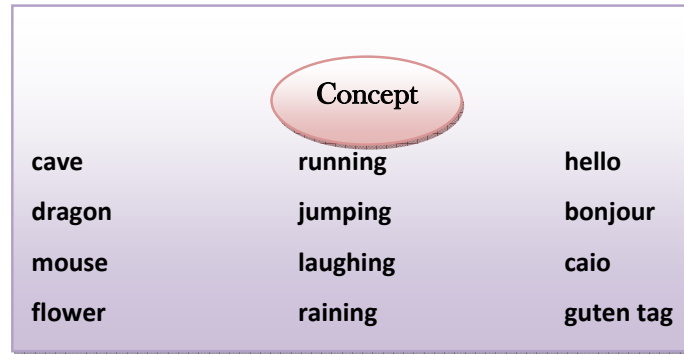 Concept
cave running hello
dragon jumping bonjour
mouse laughing caio
flower raining guten tag